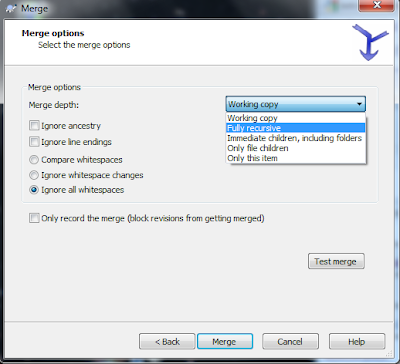 Merge
Merge options
Select the merge options
Merge options
Merge depth:
Working copy
Working copy
Fully recursive
Immediate children, including folders
Only file children
Only this item
Ignore ancestry
Ignore line endings
Compare whitespaces
Ignore whitespace changes
Ignore all whitespaces
Only record the merge (block revisions from getting merged)
Test merge
< Back
Merge
Cancel
Help